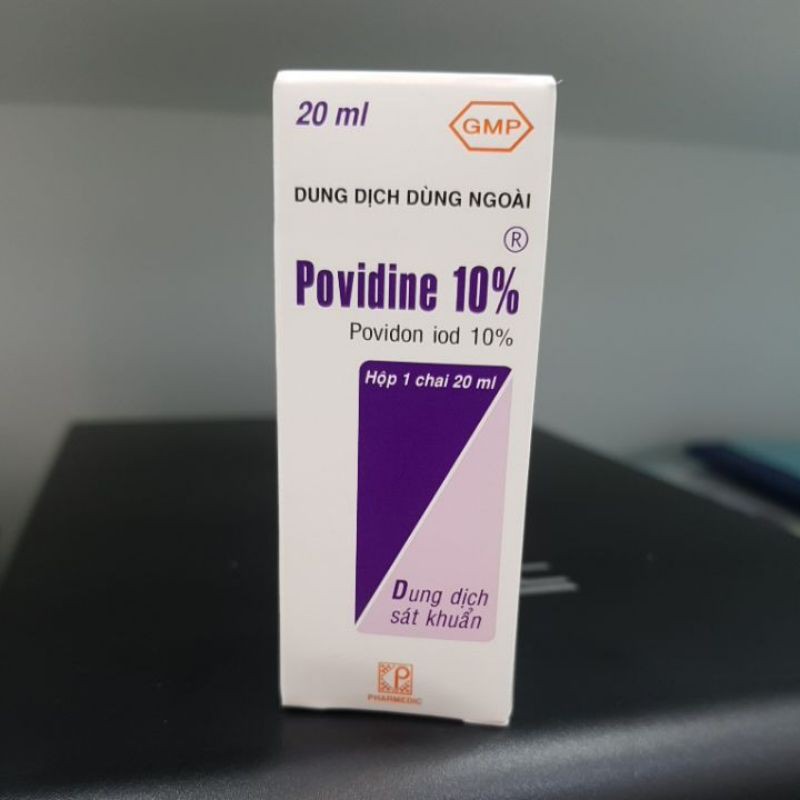 20 ml
GMP
DUNG DỊCH DÙNG NGOÀI
®
Povidine 10%
Povidon iod 10%
Hộp 1 chai 20 ml
Dung dịch
sát khuẩn
P
PHARMEDIC